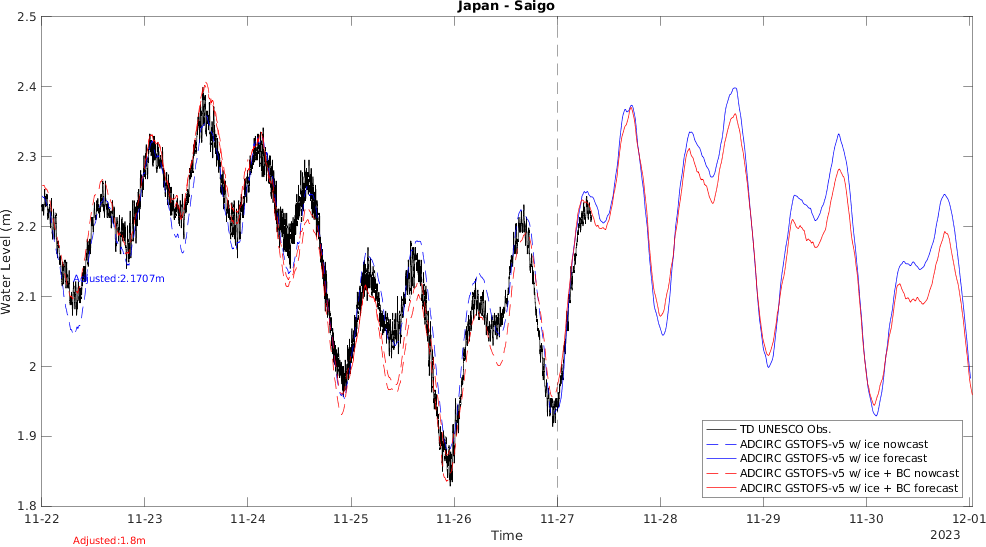 Japan - Saigo
2.5
2.4
2.3
2.2
2.1
2
1.9
1.8
Water Level (m)
Adjusted:2.1707m
TD UNESCO Obs.
ADCIRC GSTOFS-v5 w/ ice nowcast
ADCIRC GSTOFS-v5 w/ ice forecast
ADCIRC GSTOFS-v5 w/ ice + BC nowcast
ADCIRC GSTOFS-v5 w/ ice + BC forecast
11-22 11-23 11-24 11-25 11-26 11-27 11-28 11-29 11-30 12-01
Time
2023
Adjusted:1.8m